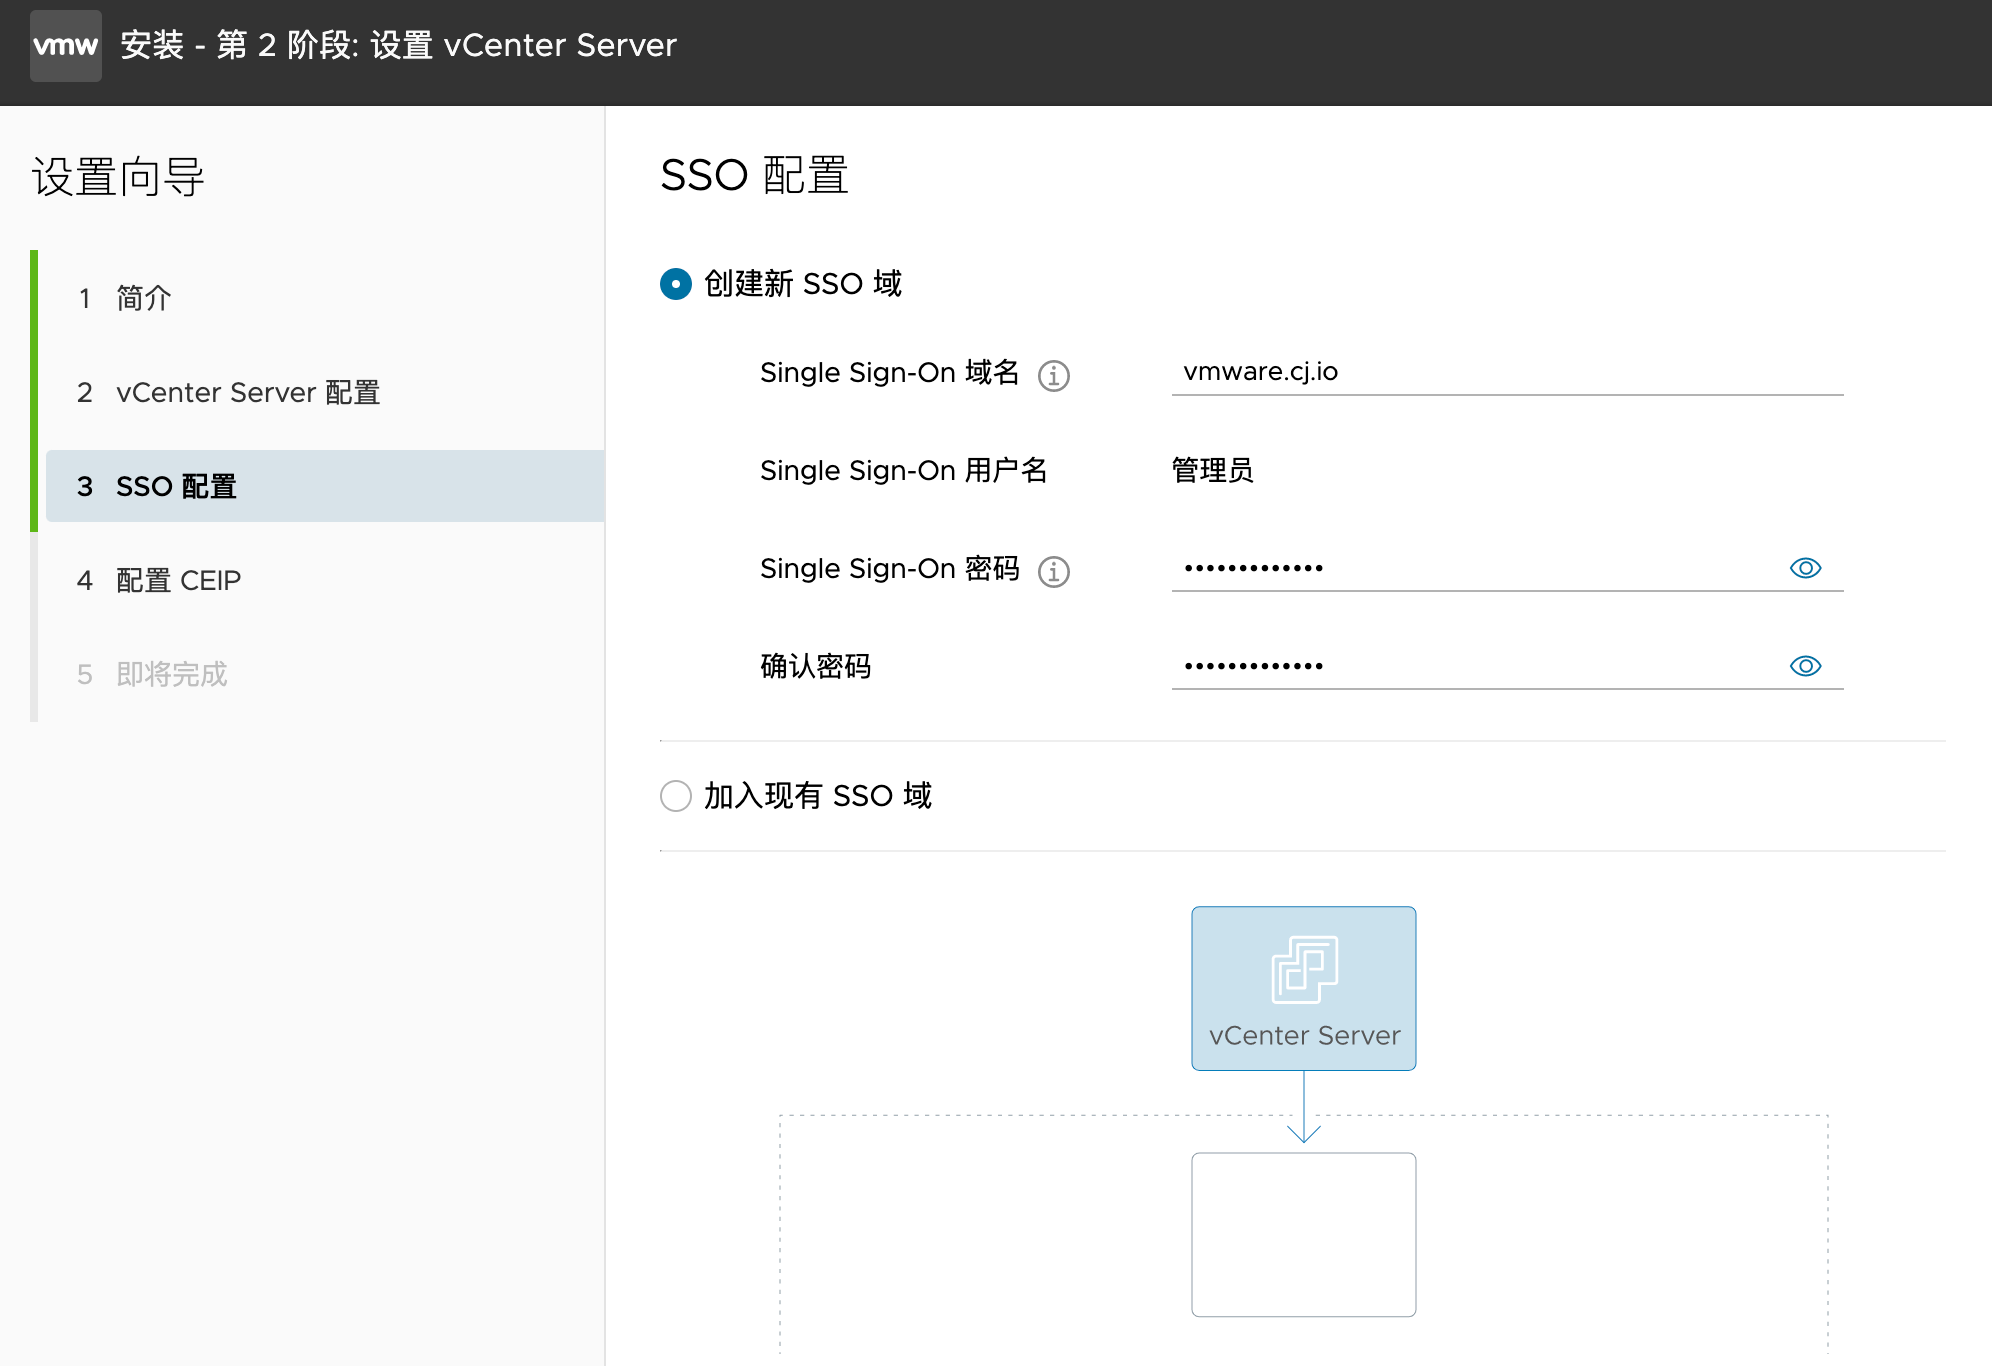 vmw 安装 - 第 2 阶段: 设置 vCenter Server
设置向导
1 简介
2 vCenter Server 配置
3 SSO 配置
4 配置 CEIP
5 即将完成
SSO 配置
创建新 SSO 域
Single Sign-On 域名 vmware.cj.io
Single Sign-On 用户名 管理员
Single Sign-On 密码 •••••••••••••
确认密码 •••••••••••••
加入现有 SSO 域
vCenter Server